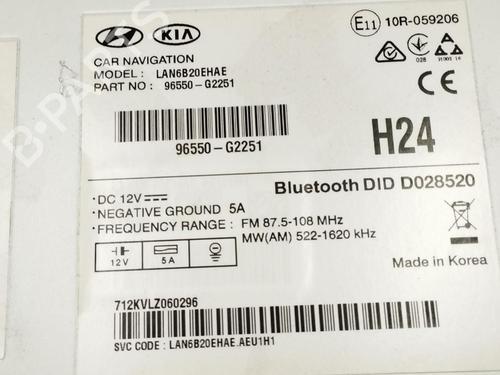 E11 10R-059206
HYUNDAI KIA
CAR NAVIGATION
MODEL : LAN6B20EHAE
PART NO : 96550-G2251
028
96550-G2251
H24
Bluetooth DID D028520
•DC 12V
•NEGATIVE GROUND 5A
•FREQUENCY RANGE : FM 87.5-108 MHz
MW(AM) 522-1620 kHz
12V 5A
Made in Korea
712KVLZ060296
SVC CODE : LAN6B20EHAE.AEU1H1
B-PARTS